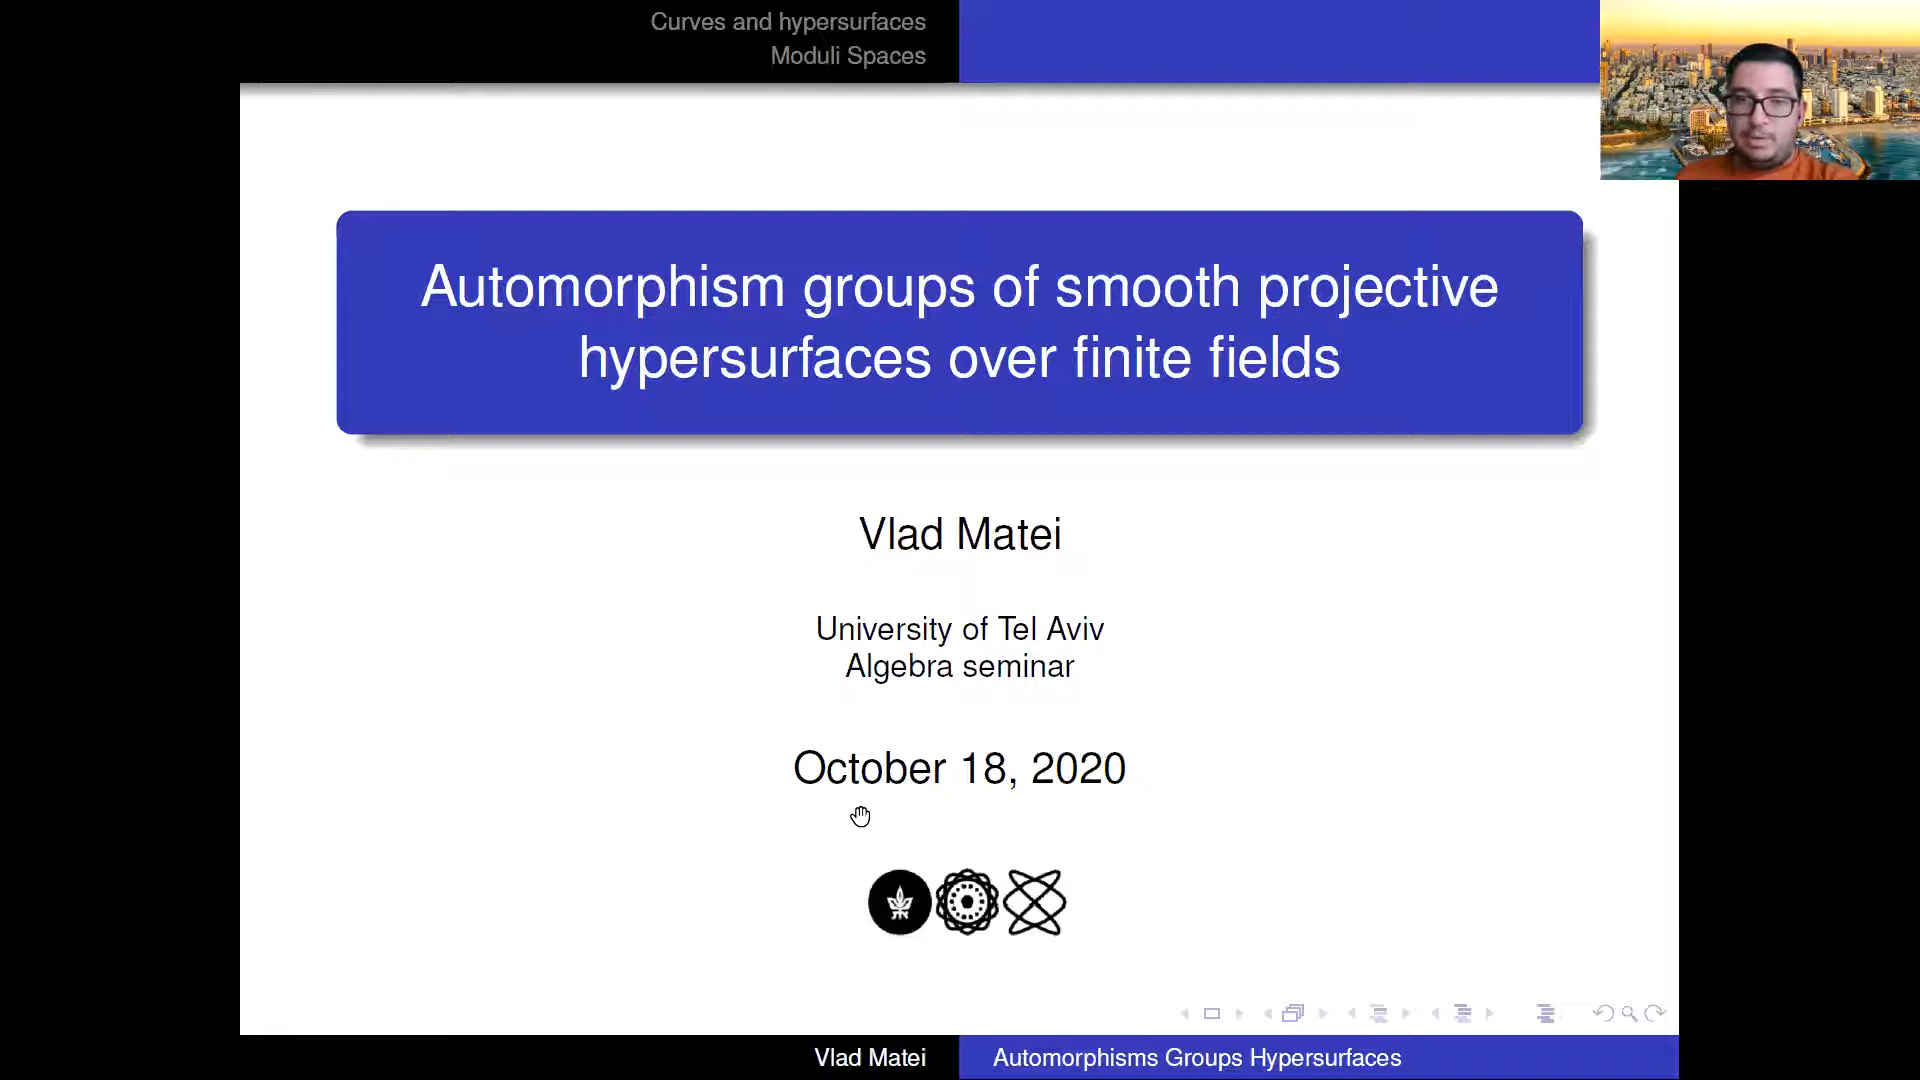 Curves and hypersurfaces
Moduli Spaces
Automorphism groups of smooth projective
hypersurfaces over finite fields
Vlad Matei
University of Tel Aviv
Algebra seminar
October 18, 2020
Vlad Matei
Automorphisms Groups Hypersurfaces